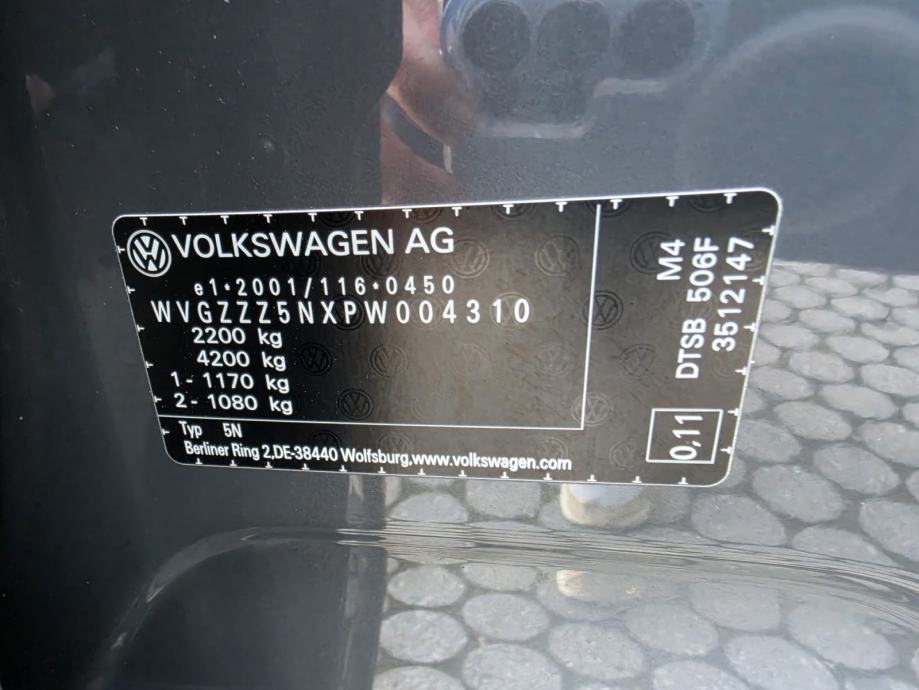 VOLKSWAGEN AG
e1*2001/116*0450
WVGZZZ5NXPW004310
2200 kg
4200 kg
1- 1170 kg
2- 1080 kg
Typ 5N
Berliner Ring 2,DE-38440 Wolfsburg,www.volkswagen.com
M4
DTSB 506F
3512147
0,11